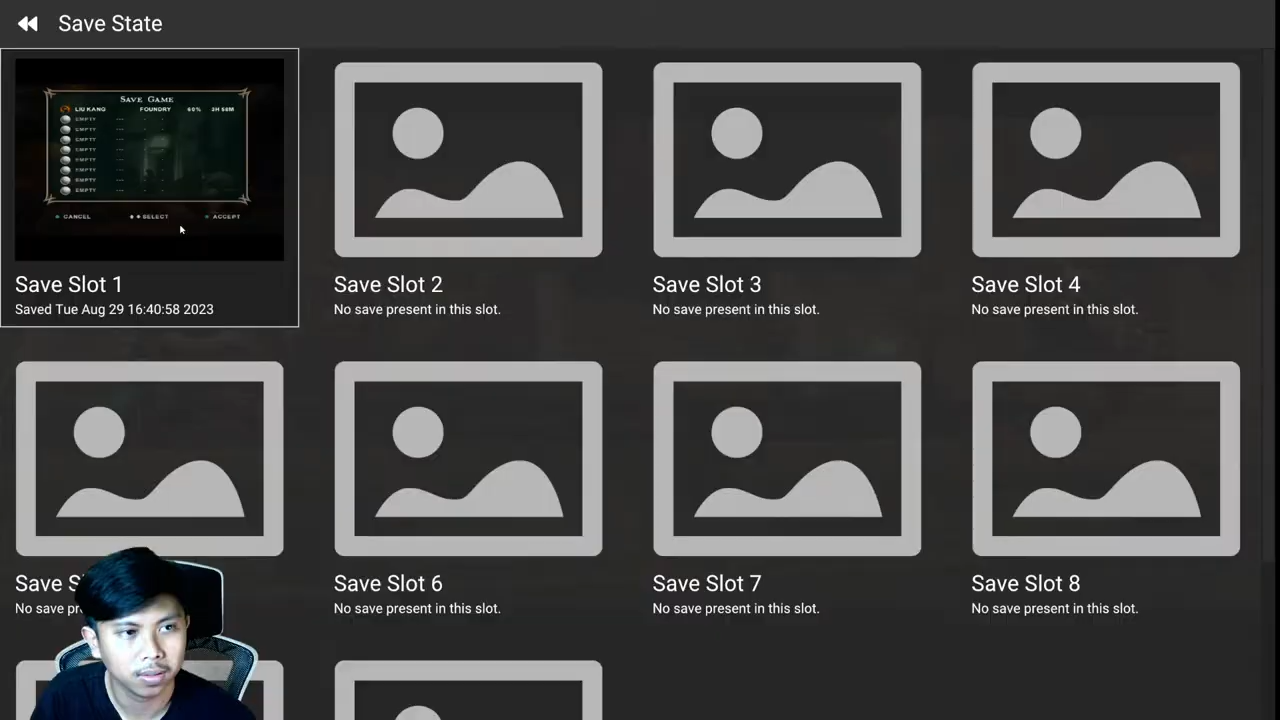 Save State
SAVE GAME
LIU KANG FOUNDRY 60% 3H 58M
EMPTY --- - -
EMPTY --- - -
EMPTY --- - -
EMPTY --- - -
EMPTY --- - -
EMPTY --- - -
EMPTY --- - -
EMPTY --- - -
CANCEL SELECT ACCEPT
Save Slot 1
Saved Tue Aug 29 16:40:58 2023
Save Slot 2
No save present in this slot.
Save Slot 3
No save present in this slot.
Save Slot 4
No save present in this slot.
Save S
No save pr
Save Slot 6
No save present in this slot.
Save Slot 7
No save present in this slot.
Save Slot 8
No save present in this slot.